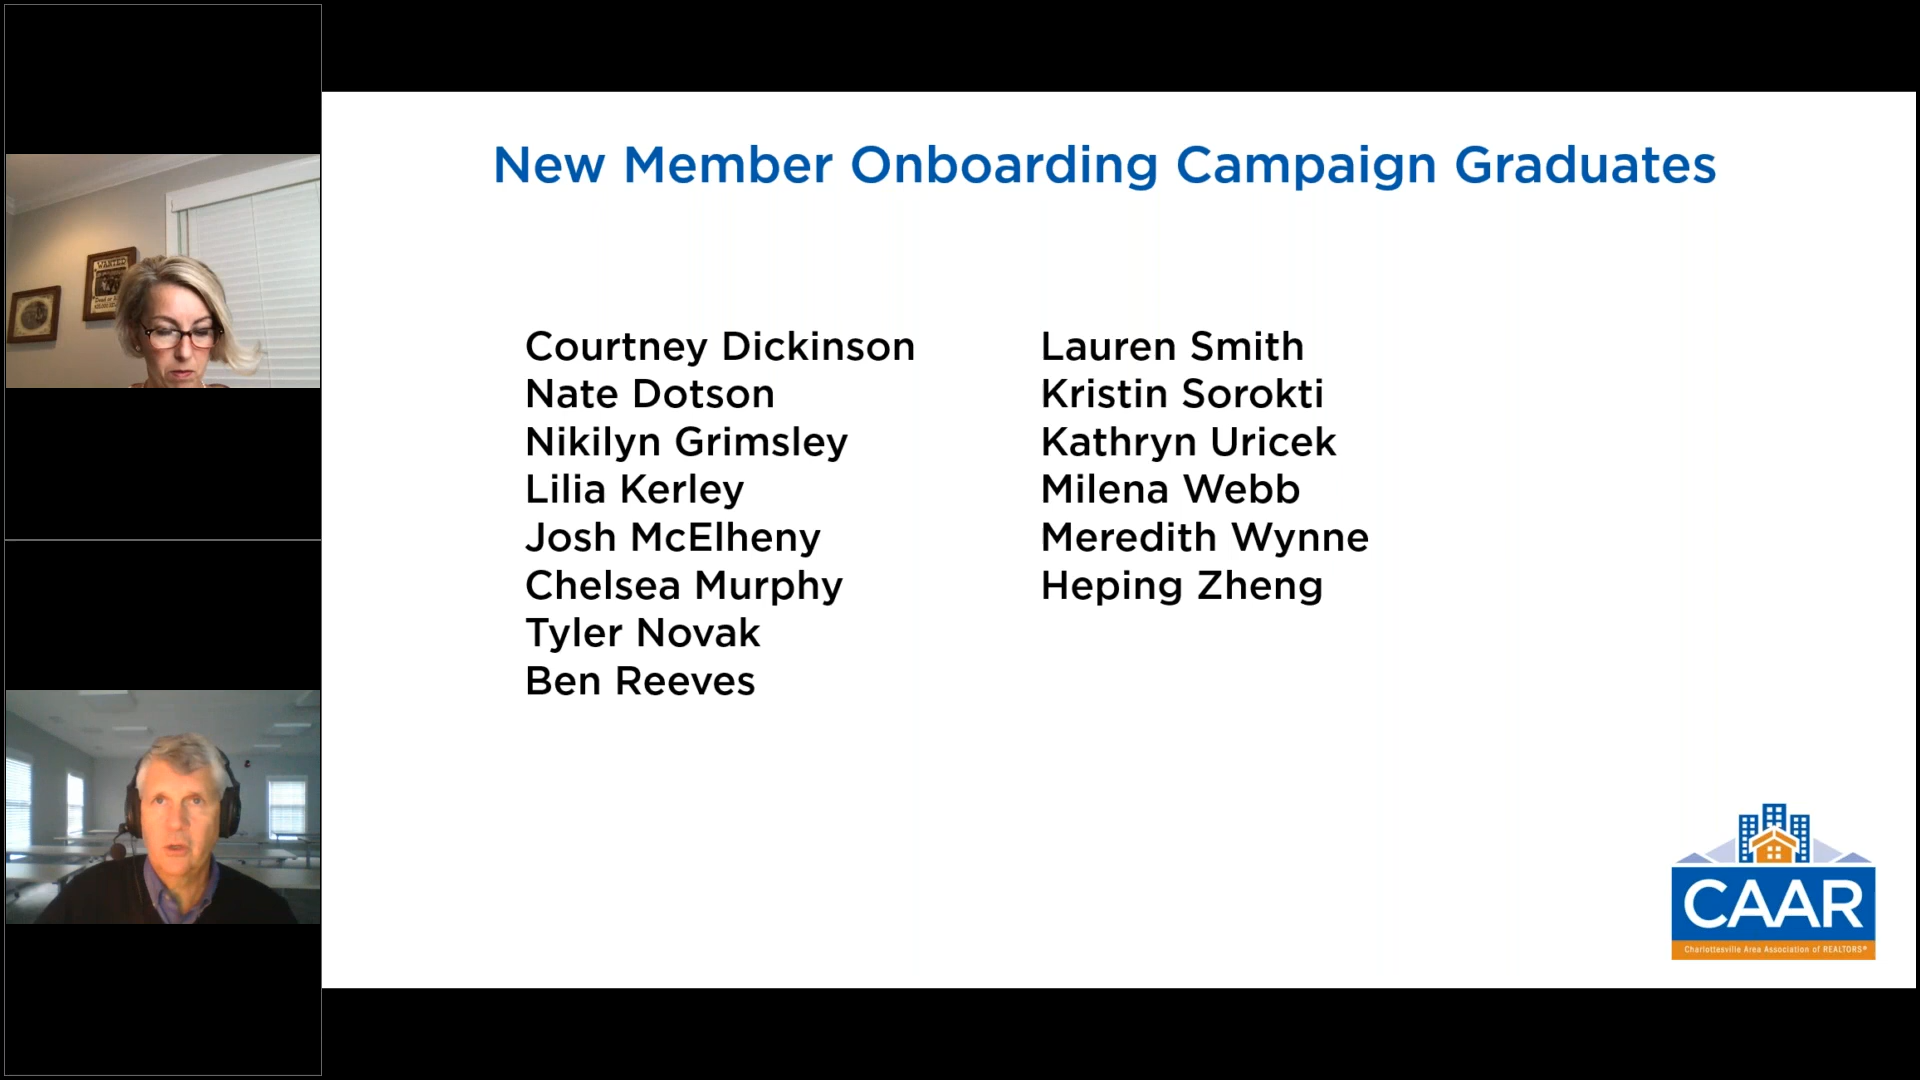 WANTED
New Member Onboarding Campaign Graduates
Courtney Dickinson
Nate Dotson
Nikilyn Grimsley
Lilia Kerley
Josh McElheny
Chelsea Murphy
Tyler Novak
Ben Reeves
Lauren Smith
Kristin Sorokti
Kathryn Uricek
Milena Webb
Meredith Wynne
Heping Zheng
CAAR
Charlottesville Area Association of REALTORS®